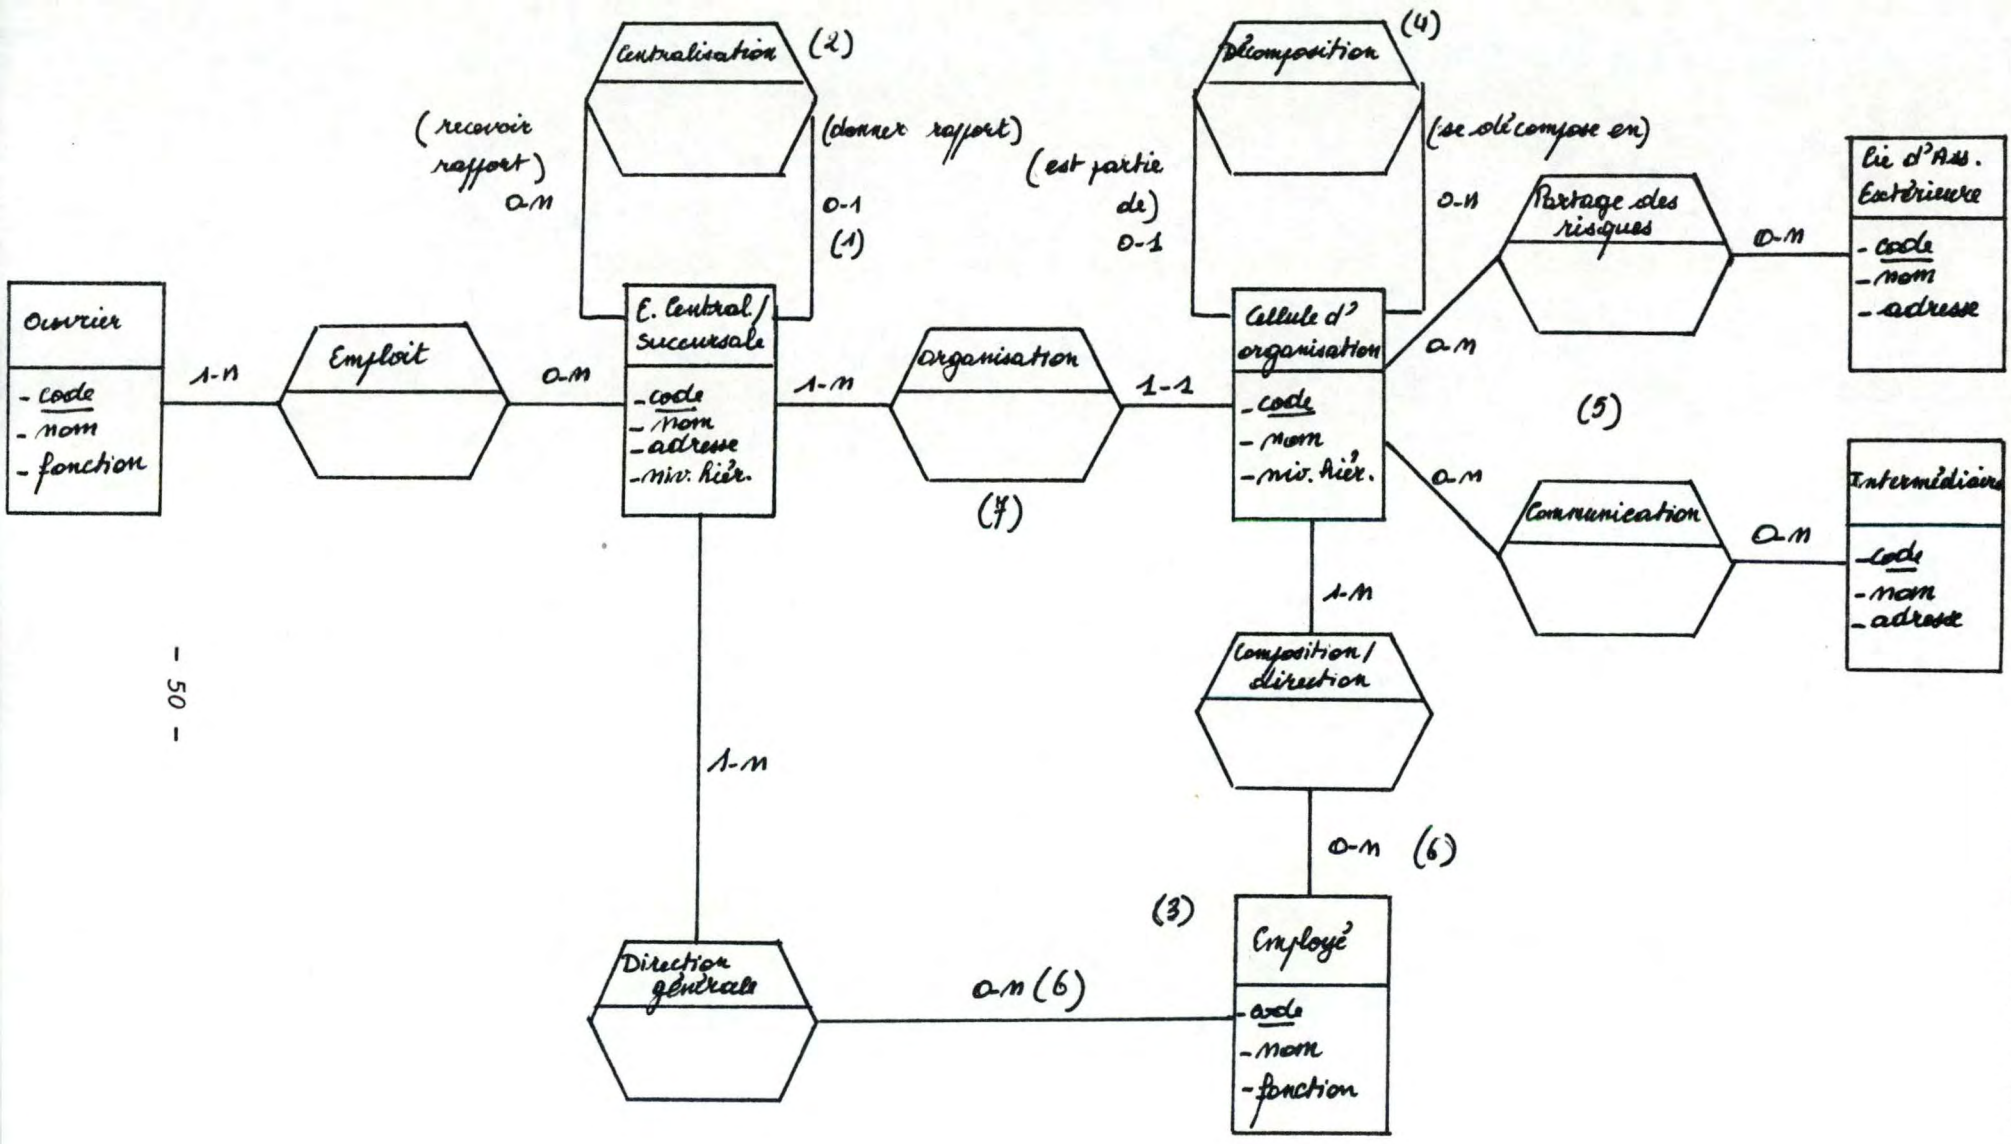 Centralisation
(2)
(recevoir
rapport)
0-n
(donner rapport)
0-1
(1)
Décomposition
(4)
(est partie
de)
0-1
(se décompose en)
0-n
Partage des
risques
0-n
Cie d'Ass.
Extérieure
- code
- nom
- adresse
Ouvrier
- code
- nom
- fonction
1-n
Emploit
0-n
E. Central. /
Succursale
- code
- nom
- adresse
- niv. hiér.
1-n
Organisation
(7)
1-1
Cellule d'
organisation
- code
- nom
- niv. hiér.
0-n
(5)
0-n
Communication
0-n
Intermédiaire
- code
- nom
- adresse
1-n
Composition /
direction
0-n (6)
(3)
Employé
- code
- nom
- fonction
1-n
Direction
générale
0-n (6)
- 50 -